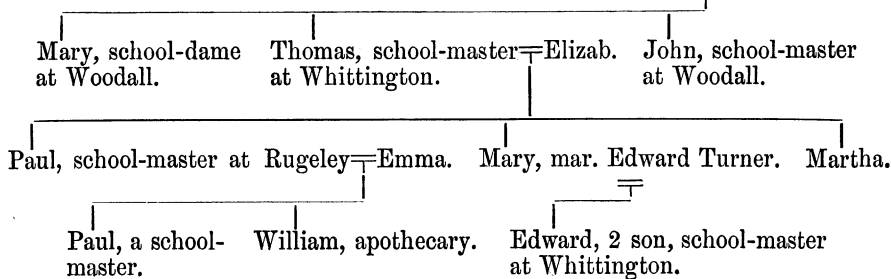 Mary, school-dame Thomas, school-master Elizab. John, school-master
at Woodall. at Whittington. at Woodall.
Paul, school-master at Rugeley Emma. Mary, mar. Edward Turner. Martha.
Paul, a school- William, apothecary. Edward, 2 son, school-master
master. at Whittington.